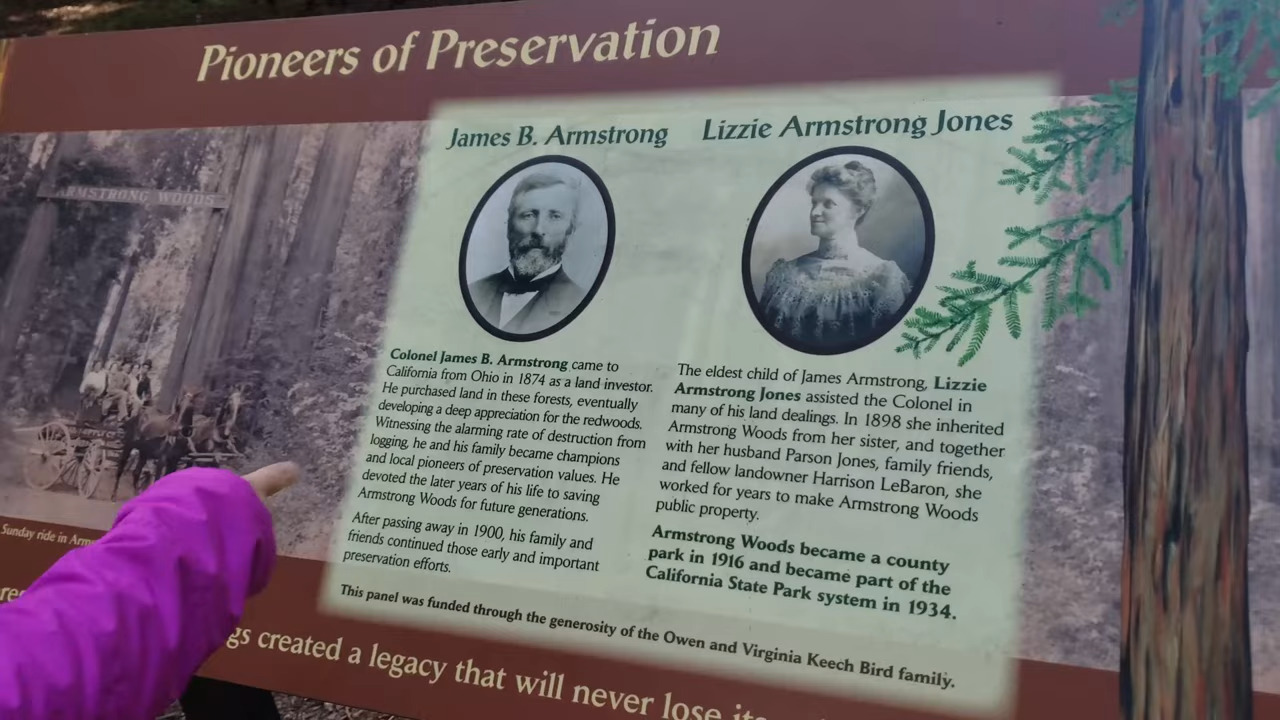 Pioneers of Preservation
ARMSTRONG WOODS
James B. Armstrong
Colonel James B. Armstrong came to
California from Ohio in 1874 as a land investor.
He purchased land in these forests, eventually
developing a deep appreciation for the redwoods.
Witnessing the alarming rate of destruction from
logging, he and his family became champions
and local pioneers of preservation values. He
devoted the later years of his life to saving
Armstrong Woods for future generations.
After passing away in 1900, his family and
friends continued those early and important
preservation efforts.
Lizzie Armstrong Jones
The eldest child of James Armstrong, Lizzie
Armstrong Jones assisted the Colonel in
many of his land dealings. In 1898 she inherited
Armstrong Woods from her sister, and together
with her husband Parson Jones, family friends,
and fellow landowner Harrison LeBaron, she
worked for years to make Armstrong Woods
public property.
Armstrong Woods became a county
park in 1916 and became part of the
California State Park system in 1934.
This panel was funded through the generosity of the Owen and Virginia Keech Bird family.
Sunday ride in
created a legacy that will never lose